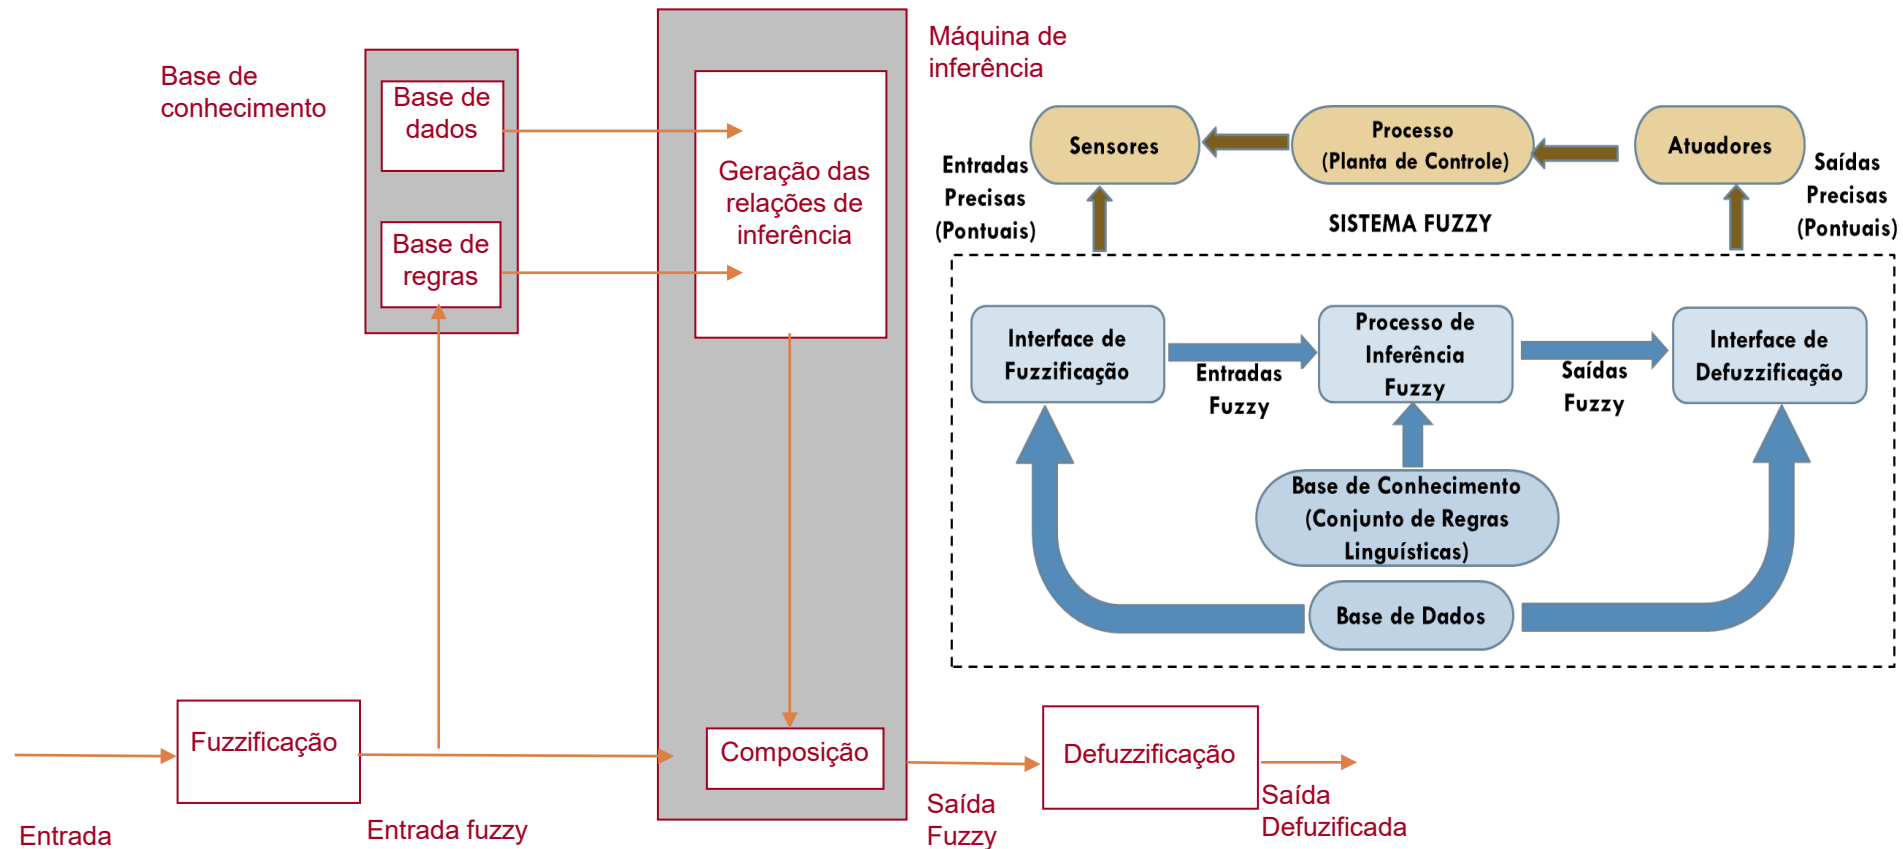 Base de
conhecimento
Base de
dados
Base de
regras
Máquina de
inferência
Geração das
relações de
inferência
Composição
Fuzzificação
Entrada
Entrada fuzzy
Saída
Fuzzy
Defuzzificação
Saída
Defuzificada
Sensores
Processo
(Planta de Controle)
Atuadores
Entradas
Precisas
(Pontuais)
SISTEMA FUZZY
Saídas
Precisas
(Pontuais)
Interface de
Fuzzificação
Entradas
Fuzzy
Processo de
Inferência
Fuzzy
Saídas
Fuzzy
Interface de
Defuzzificação
Base de Conhecimento
(Conjunto de Regras
Linguísticas)
Base de Dados